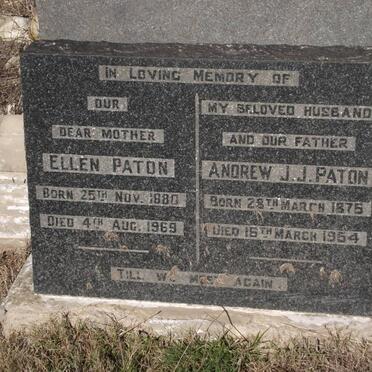 IN LOVING MEMORY OF
OUR
DEAR MOTHER
ELLEN PATON
BORN 25TH NOV. 1880
DIED 4TH AUG. 1969
MY BELOVED HUSBAND
AND OUR FATHER
ANDREW J.J. PATON
BORN 28TH MARCH 1875
DIED 15TH MARCH 1954
TILL WE MEET AGAIN